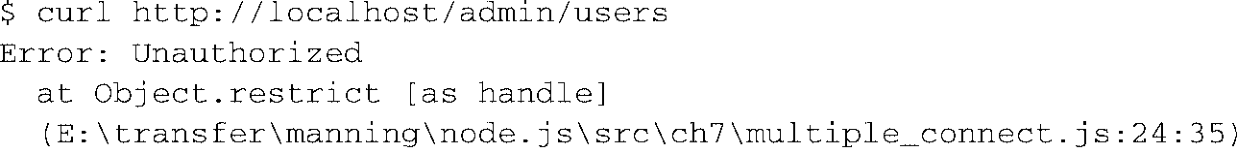 $ curl http://localhost/admin/users
Error: Unauthorized
at Object.restrict [as handle]
(E:\transfer\manning\node.js\src\ch7\multiple_connect.js:24:35)